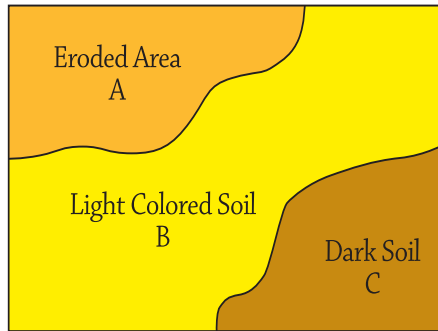 Eroded Area
A
Light Colored Soil
B
Dark Soil
C